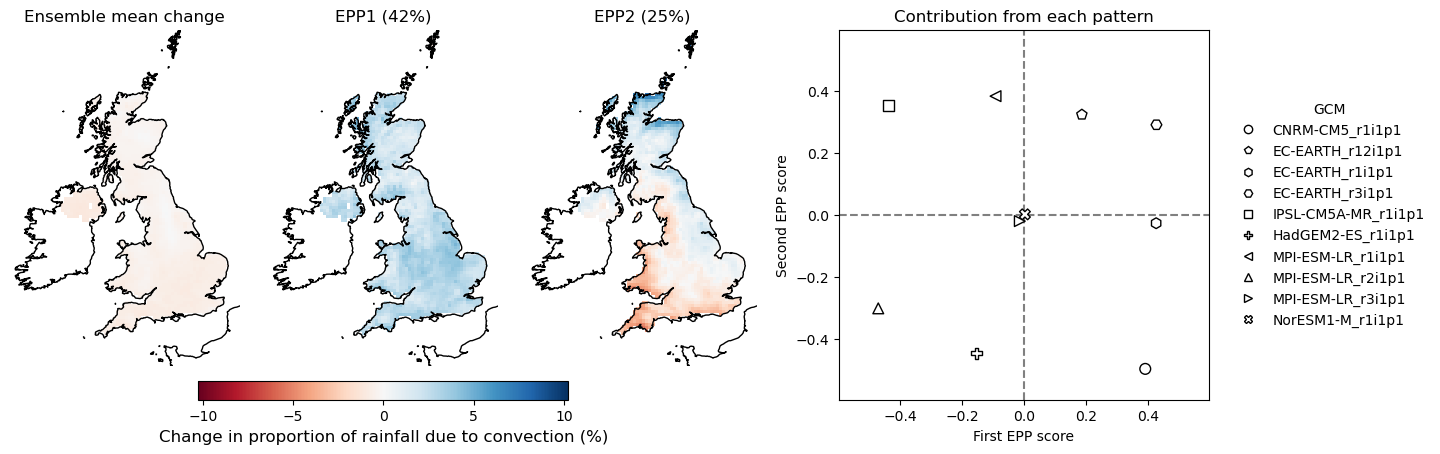 Ensemble mean change
EPP1 (42%)
EPP2 (25%)
−10
−5
0
5
10
Change in proportion of rainfall due to convection (%)
Contribution from each pattern
0.4
0.2
0.0
−0.2
−0.4
Second EPP score
−0.4
−0.2
0.0
0.2
0.4
First EPP score
GCM
CNRM-CM5_r1i1p1
EC-EARTH_r12i1p1
EC-EARTH_r1i1p1
EC-EARTH_r3i1p1
IPSL-CM5A-MR_r1i1p1
HadGEM2-ES_r1i1p1
MPI-ESM-LR_r1i1p1
MPI-ESM-LR_r2i1p1
MPI-ESM-LR_r3i1p1
NorESM1-M_r1i1p1